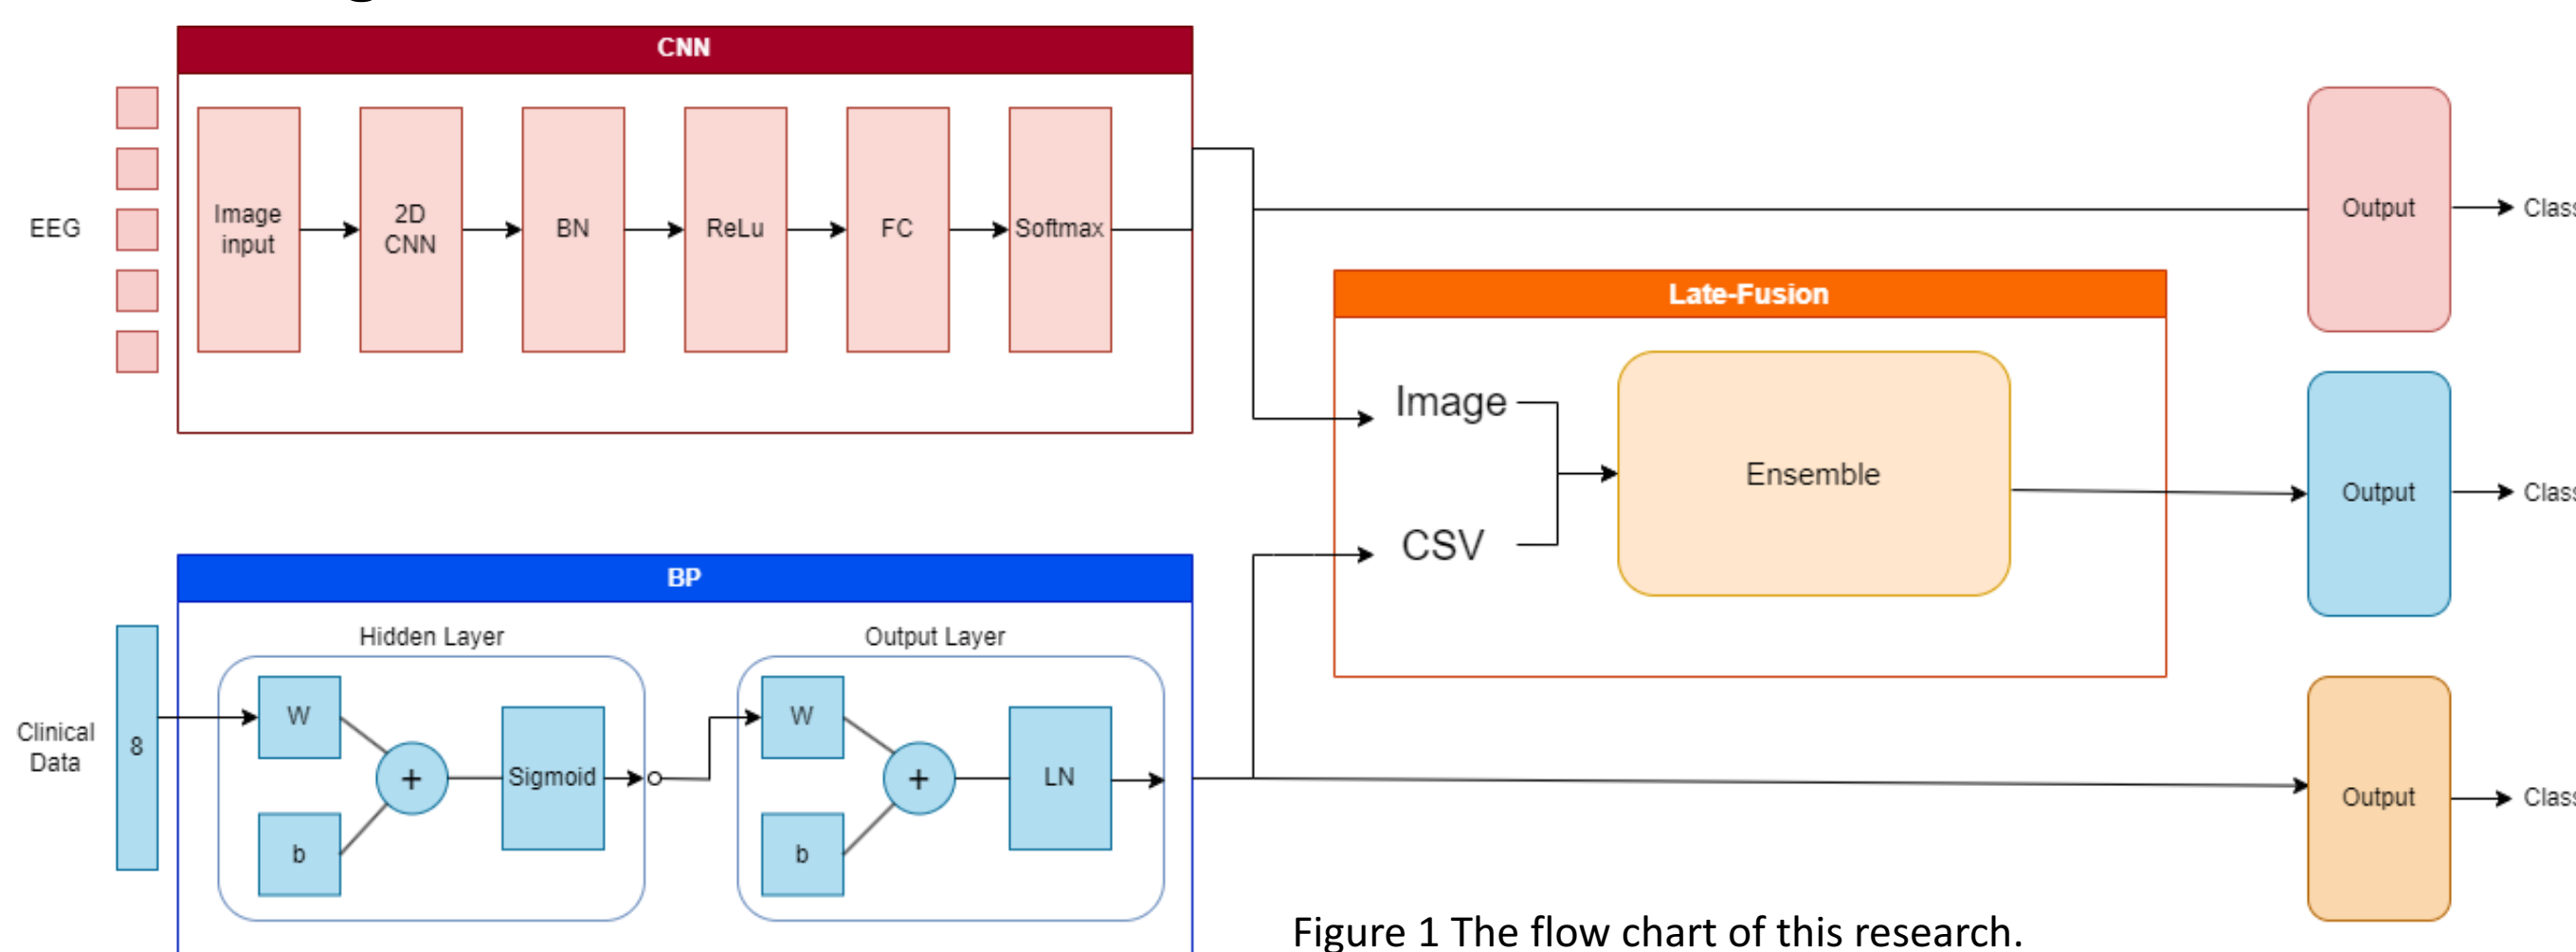 CNN
EEG
Image
input
2D
CNN
BN
ReLu
FC
Softmax
Output
Late-Fusion
Image
CSV
Ensemble
Output
BP
Hidden Layer
Output Layer
Clinical
Data
8
W
b
+
Sigmoid
W
b
+
LN
Output
Figure 1 The flow chart of this research.